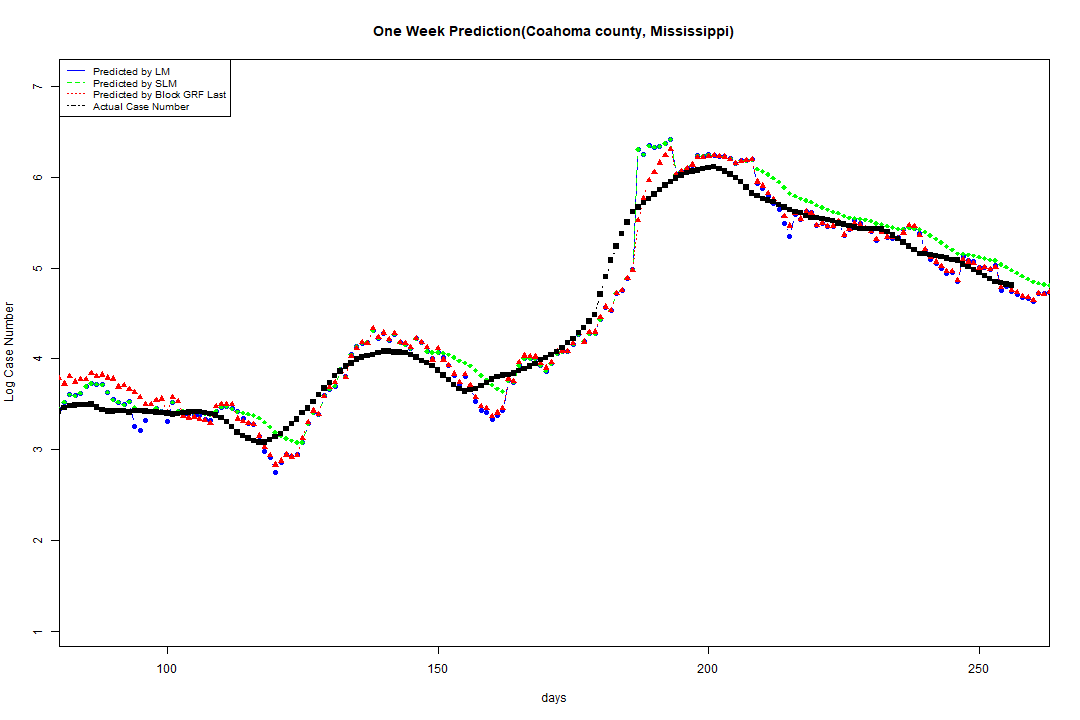 One Week Prediction(Coahoma county, Mississippi)
Predicted by LM
Predicted by SLM
Predicted by Block GRF Last
Actual Case Number
7
6
5
4
3
2
1
Log Case Number
100 150 200 250
days